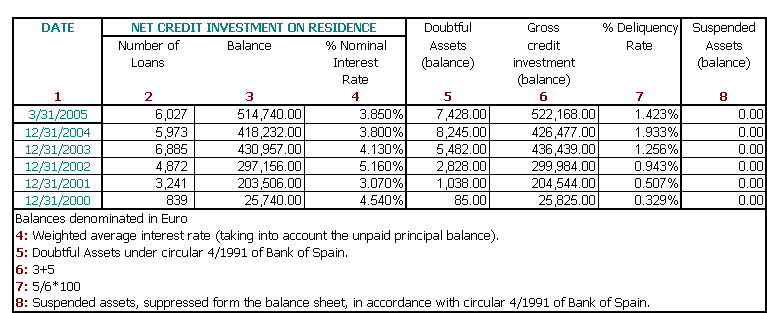 DATE NET CREDIT INVESTMENT ON RESIDENCE Doubtful Gross % Deliquency Suspended
Number of Balance % Nominal Assets credit Rate Assets
Loans Interest (balance) investment (balance)
Rate (balance)
1 2 3 4 5 6 7 8
3/31/2005 6,027 514,740.00 3.850% 7,428.00 522,168.00 1.423% 0.00
12/31/2004 5,973 418,232.00 3.800% 8,245.00 426,477.00 1.933% 0.00
12/31/2003 6,885 430,957.00 4.130% 5,482.00 436,439.00 1.256% 0.00
12/31/2002 4,872 297,156.00 5.160% 2,828.00 299,984.00 0.943% 0.00
12/31/2001 3,241 203,506.00 3.070% 1,038.00 204,544.00 0.507% 0.00
12/31/2000 839 25,740.00 4.540% 85.00 25,825.00 0.329% 0.00
Balances denominated in Euro
4: Weighted average interest rate (taking into account the unpaid principal balance).
5: Doubtful Assets under circular 4/1991 of Bank of Spain.
6: 3+5
7: 5/6*100
8: Suspended assets, suppressed form the balance sheet, in accordance with circular 4/1991 of Bank of Spain.